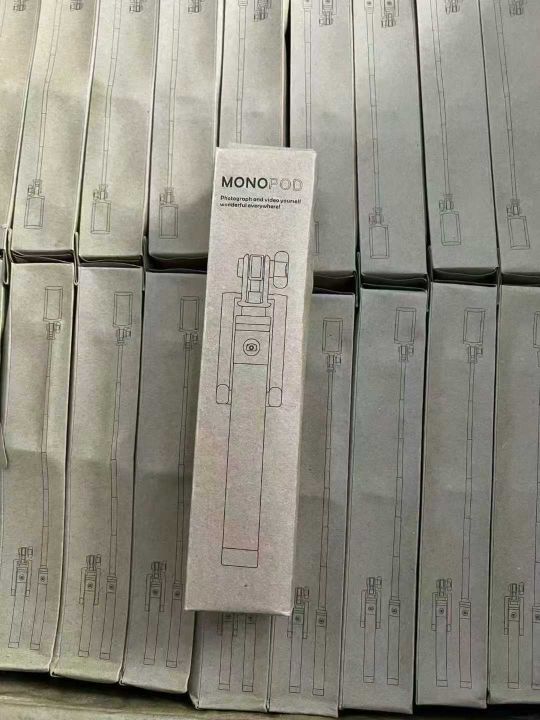 MONOPOD
Photograph and video yourself
wonderful everywhere!